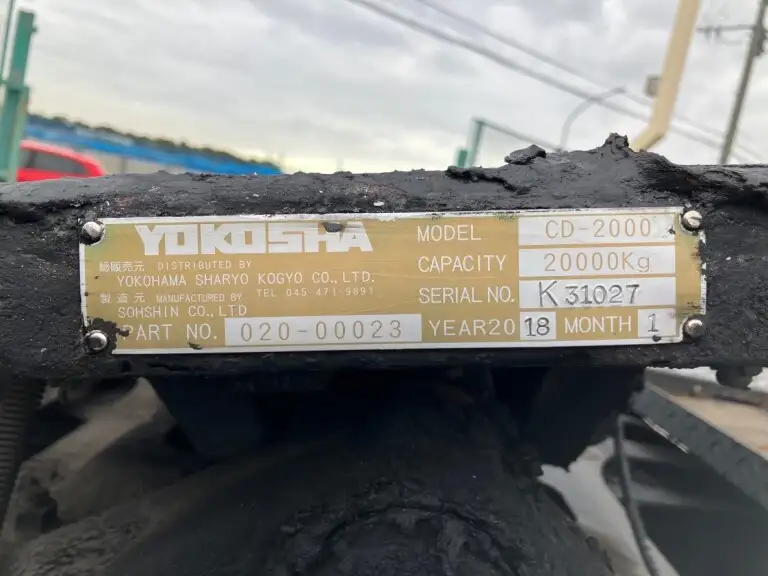 YOKOSHA
総販売元 DISTRIBUTED BY
YOKOHAMA SHARYO KOGYO CO., LTD.
TEL 045-471-9891
製造元 MANUFACTURED BY
SOHSHIN CO., LTD
PART NO. 020-00023
MODEL CD-2000
CAPACITY 20000Kg
SERIAL NO. K31027
YEAR2018 MONTH 1